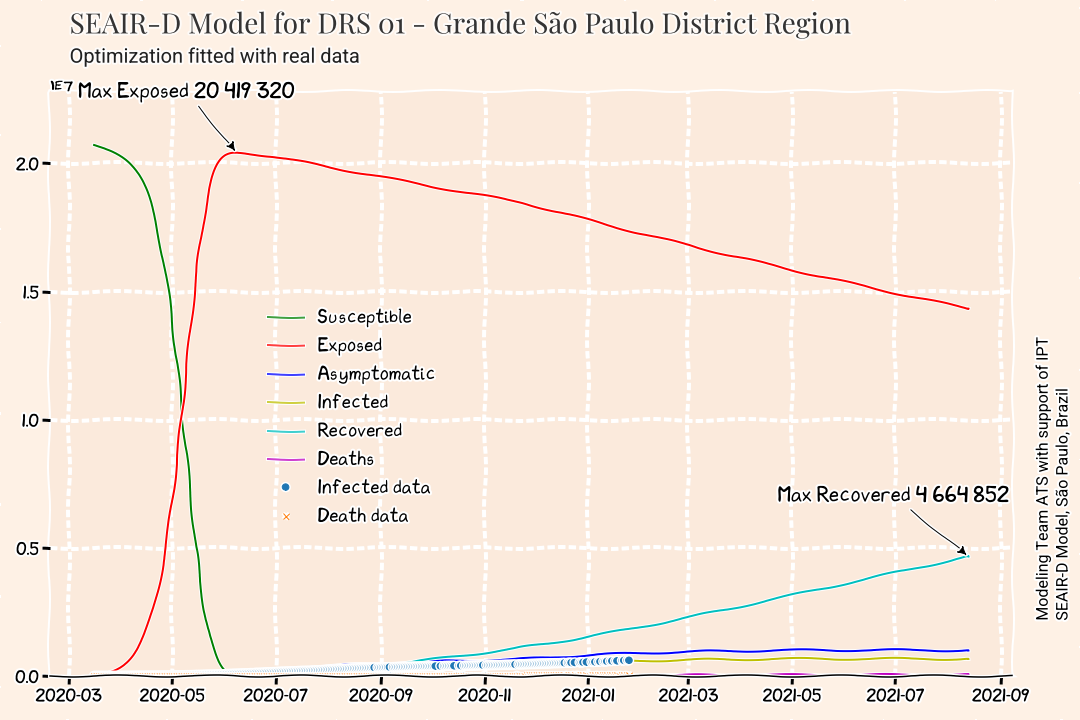 SEAIR-D Model for DRS 01 - Grande São Paulo District Region
Optimization fitted with real data
1E7
Max Exposed 20 419 320
2.0
1.5
1.0
0.5
0.0
Susceptible
Exposed
Asymptomatic
Infected
Recovered
Deaths
Infected data
Death data
Max Recovered 4 664 852
2020-03 2020-05 2020-07 2020-09 2020-11 2021-01 2021-03 2021-05 2021-07 2021-09
Modeling Team ATS with support of IPT
SEAIR-D Model, São Paulo, Brazil